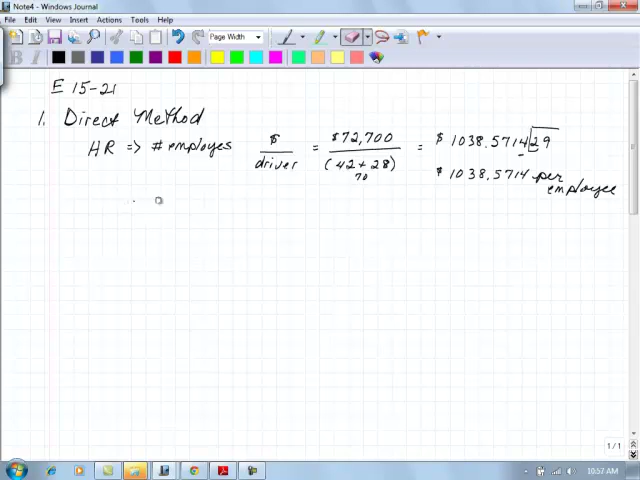 Note4 - Windows Journal
File Edit View Insert Actions Tools Help
Page Width
B I
E 15-21
1. Direct Method
HR => # employes $ / driver = $72,700 / (42 + 28) 70 = $ 1038.571429
$ 1038.5714 per employee
1 / 1
10:57 AM